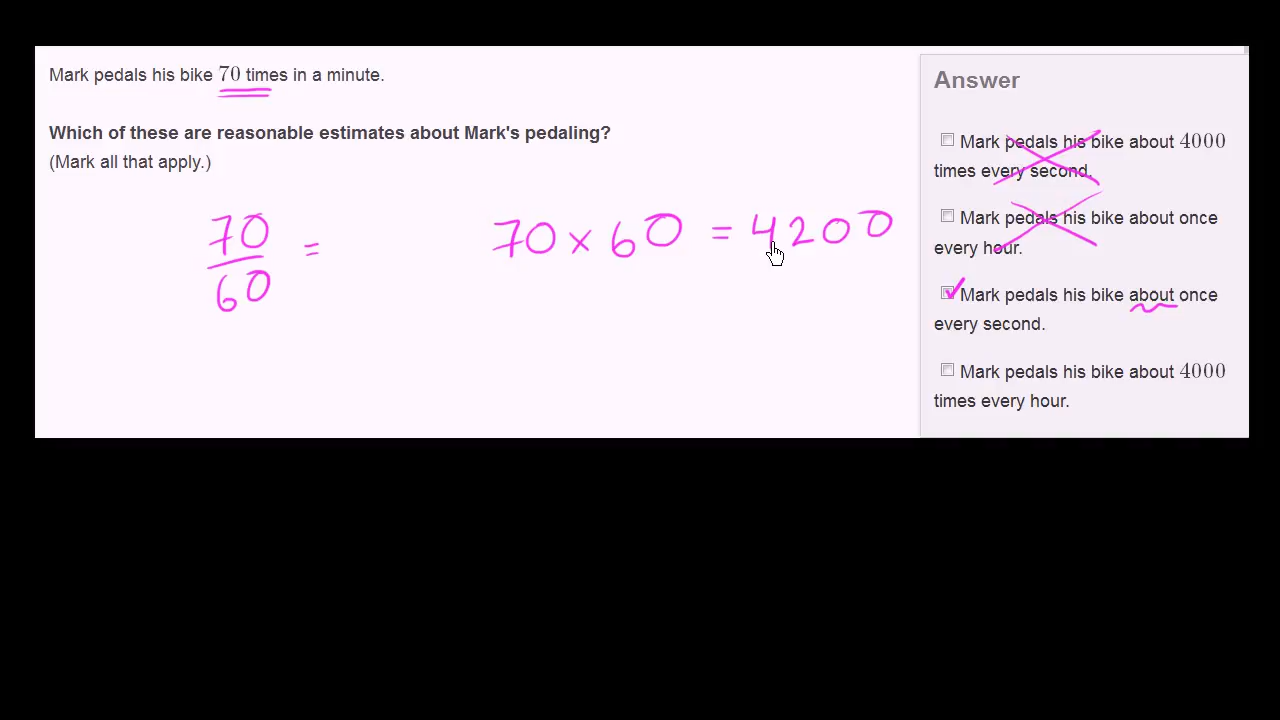 Mark pedals his bike 70 times in a minute.
Which of these are reasonable estimates about Mark's pedaling?
(Mark all that apply.)
70
60
=
70 × 60 = 4200
Answer
Mark pedals his bike about 4000
times every second.
Mark pedals his bike about once
every hour.
Mark pedals his bike about once
every second.
Mark pedals his bike about 4000
times every hour.